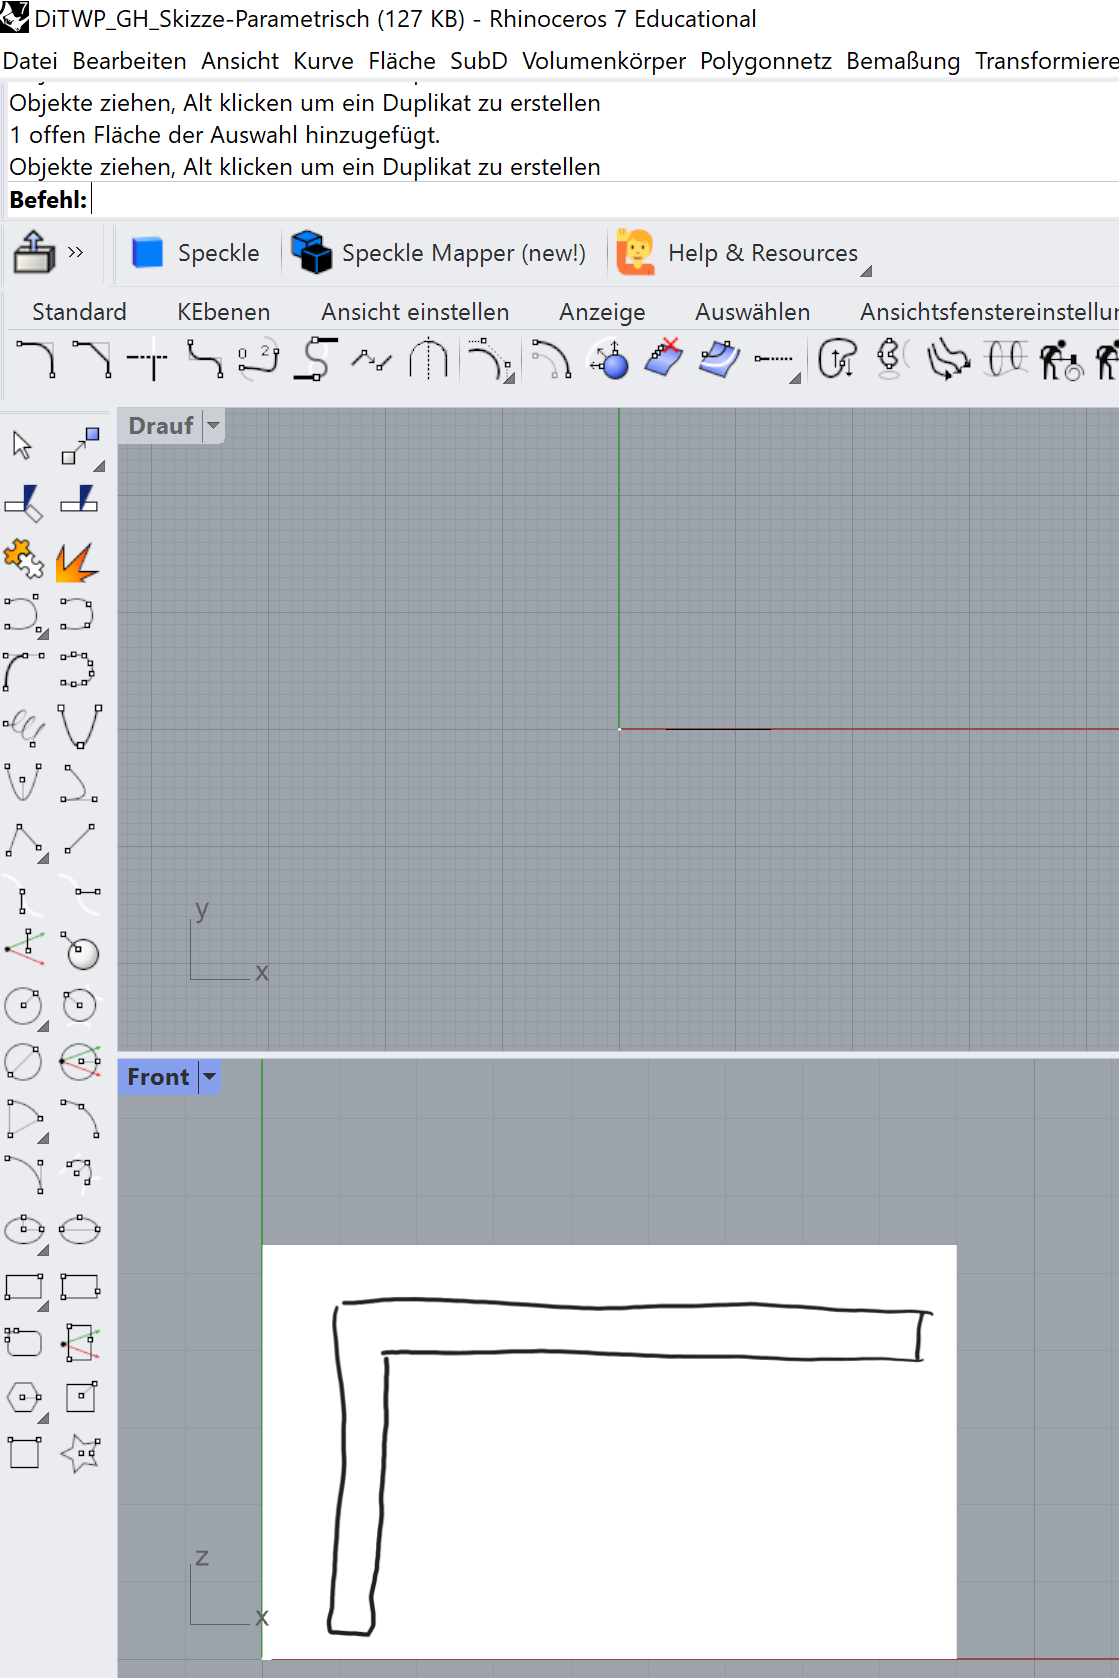 DiTWP_GH_Skizze-Parametrisch (127 KB) - Rhinoceros 7 Educational
Datei Bearbeiten Ansicht Kurve Fläche SubD Volumenkörper Polygonnetz Bemaßung Transformiere
Objekte ziehen, Alt klicken um ein Duplikat zu erstellen
1 offen Fläche der Auswahl hinzugefügt.
Objekte ziehen, Alt klicken um ein Duplikat zu erstellen
Befehl:
Speckle Speckle Mapper (new!) Help & Resources
Standard KEbenen Ansicht einstellen Anzeige Auswählen Ansichtsfenstereinstellun
Drauf
y
x
Front
z
x